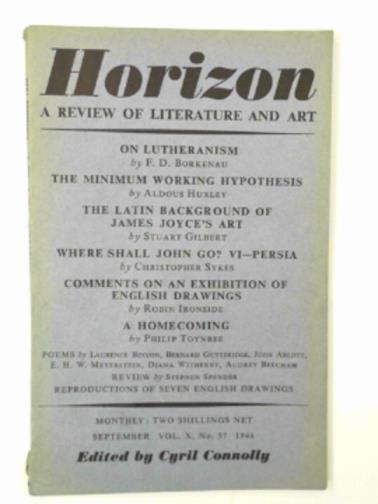 Horizon
A REVIEW OF LITERATURE AND ART
ON LUTHERANISM
by F. D. BORKENAU
THE MINIMUM WORKING HYPOTHESIS
by ALDOUS HUXLEY
THE LATIN BACKGROUND OF
JAMES JOYCE'S ART
by STUART GILBERT
WHERE SHALL JOHN GO? VI—PERSIA
by CHRISTOPHER SYKES
COMMENTS ON AN EXHIBITION OF
ENGLISH DRAWINGS
by ROBIN IRONSIDE
A HOMECOMING
by PHILIP TOYNBEE
POEMS by LAURENCE BINYON, BERNARD GUTTERIDGE, JOHN ARLOTT,
E. H. W. MEYERSTEIN, DIANA WITHERBY, AUDREY BEECHAM
REVIEW by STEPHEN SPENDER
REPRODUCTIONS OF SEVEN ENGLISH DRAWINGS
MONTHLY: TWO SHILLINGS NET
SEPTEMBER VOL. X, No. 57 1944
Edited by Cyril Connolly